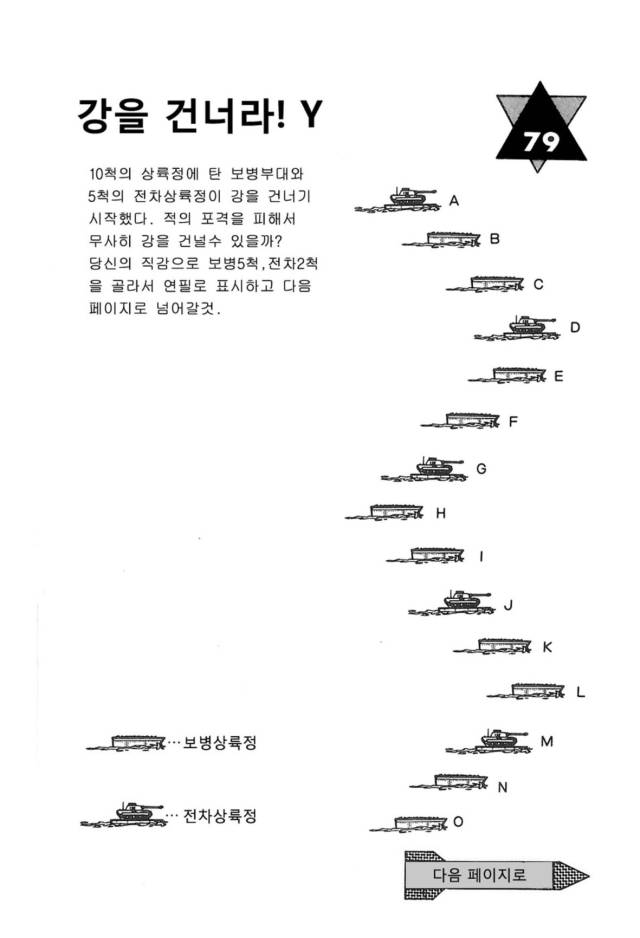 강을 건너라! Y
79
10척의 상륙정에 탄 보병부대와
5척의 전차상륙정이 강을 건너기
시작했다. 적의 포격을 피해서
무사히 강을 건널수 있을까?
당신의 직감으로 보병5척,전차2척
을 골라서 연필로 표시하고 다음
페이지로 넘어갈것.
A
B
C
D
E
F
G
H
I
J
K
L
M
N
O
…보병상륙정
… 전차상륙정
다음 페이지로